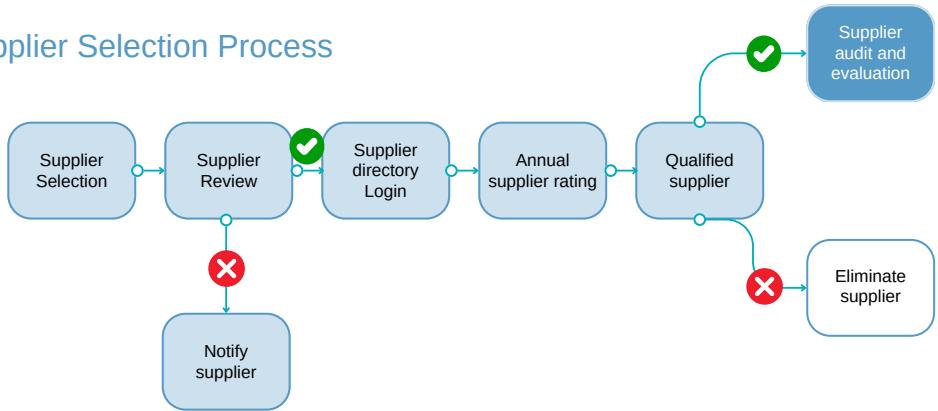 pplier Selection Process
Supplier
audit and
evaluation
Supplier
Selection
Supplier
Review
Supplier
directory
Login
Annual
supplier rating
Qualified
supplier
Eliminate
supplier
Notify
supplier